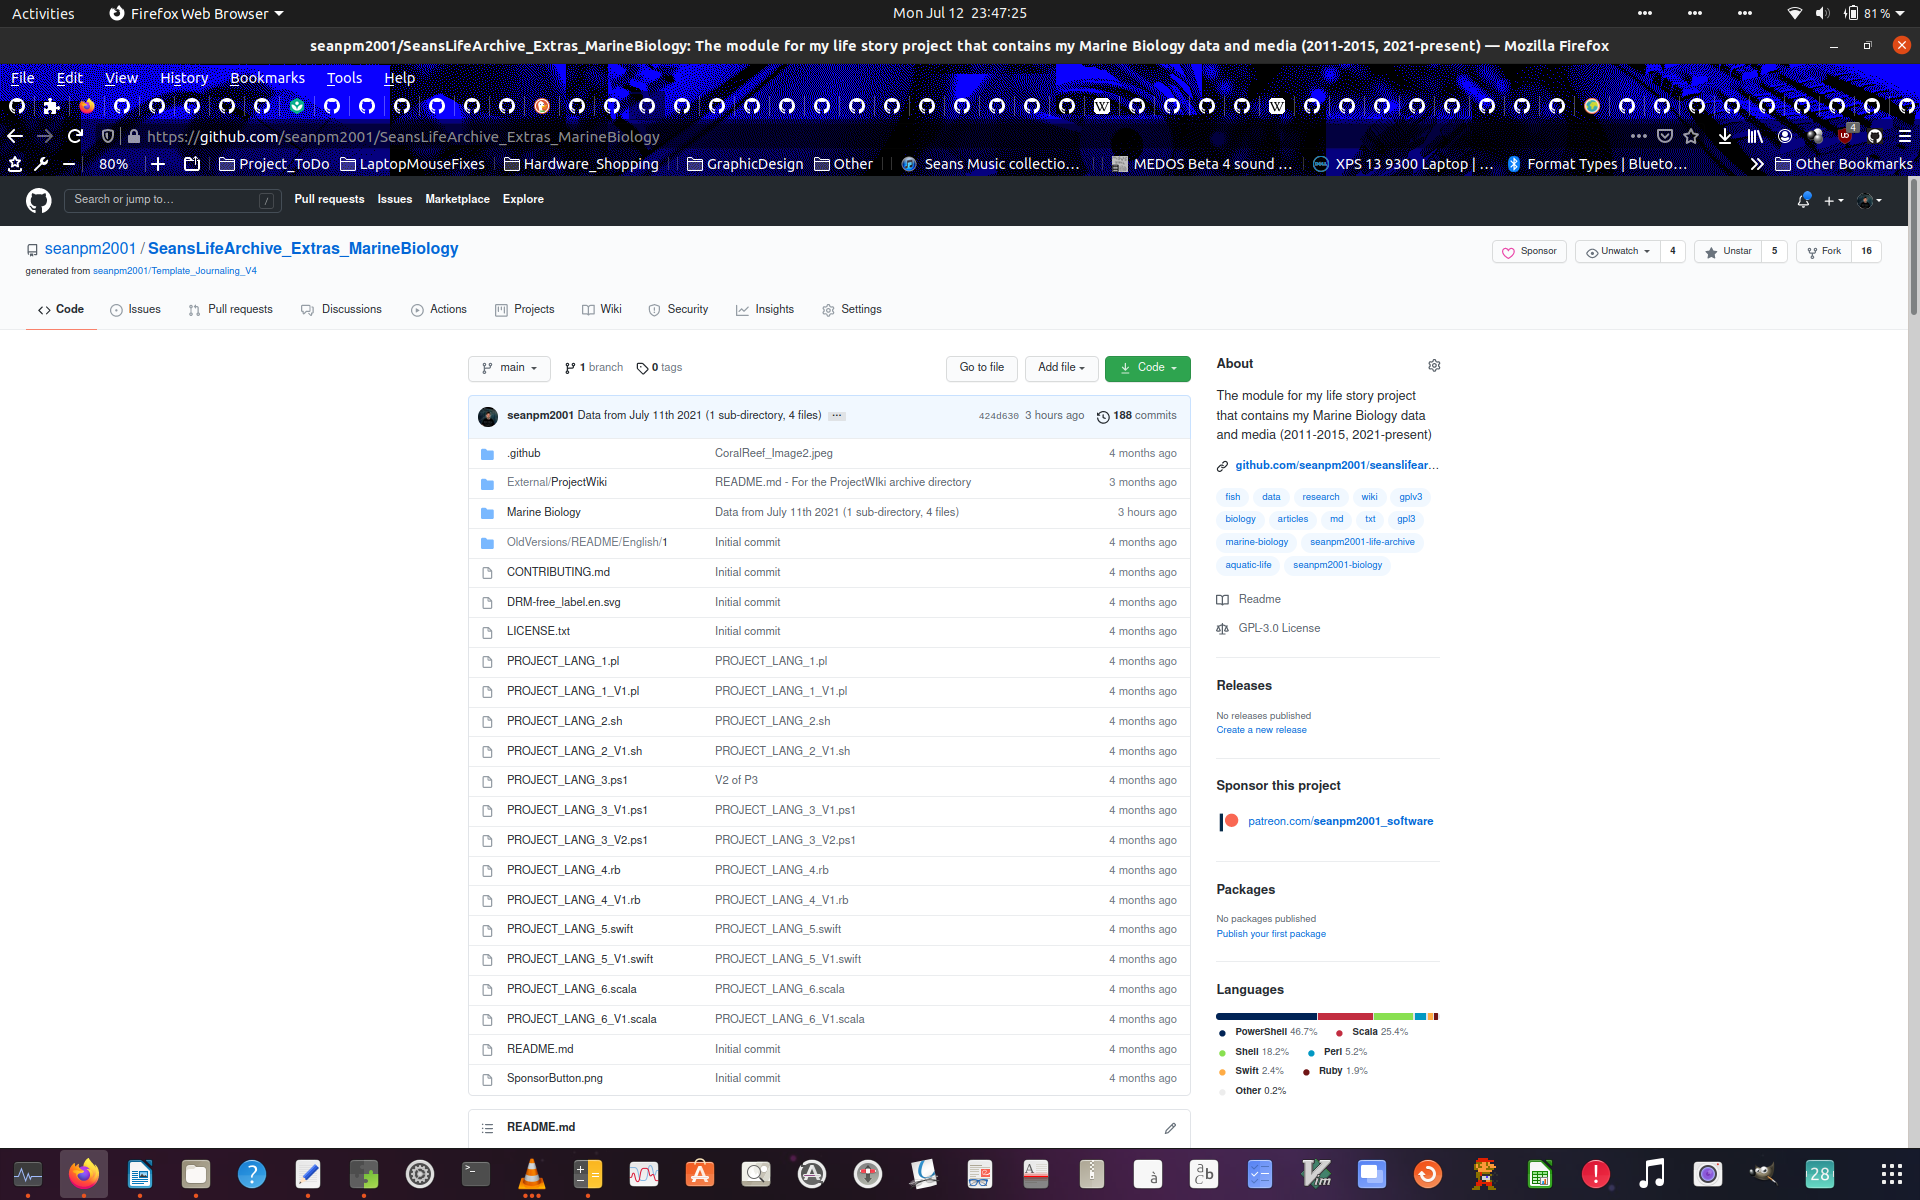 Activities Firefox Web Browser Mon Jul 12 23:47:25 81 %
seanpm2001/SeansLifeArchive_Extras_MarineBiology: The module for my life story project that contains my Marine Biology data and media (2011-2015, 2021-present) — Mozilla Firefox
File Edit View History Bookmarks Tools Help
https://github.com/seanpm2001/SeansLifeArchive_Extras_MarineBiology 4
80% Project_ToDo LaptopMouseFixes Hardware_Shopping GraphicDesign Other Seans Music collectio… MEDOS Beta 4 sound … XPS 13 9300 Laptop | … Format Types | Blueto… Other Bookmarks
Search or jump to… / Pull requests Issues Marketplace Explore
seanpm2001 / SeansLifeArchive_Extras_MarineBiology Sponsor Unwatch 4 Unstar 5 Fork 16
generated from seanpm2001/Template_Journaling_V4
Code Issues Pull requests Discussions Actions Projects Wiki Security Insights Settings
main 1 branch 0 tags Go to file Add file Code
seanpm2001 Data from July 11th 2021 (1 sub-directory, 4 files) ... 424d630 3 hours ago 188 commits
.github CoralReef_Image2.jpeg 4 months ago
External/ProjectWiki README.md - For the ProjectWIki archive directory 3 months ago
Marine Biology Data from July 11th 2021 (1 sub-directory, 4 files) 3 hours ago
OldVersions/README/English/1 Initial commit 4 months ago
CONTRIBUTING.md Initial commit 4 months ago
DRM-free_label.en.svg Initial commit 4 months ago
LICENSE.txt Initial commit 4 months ago
PROJECT_LANG_1.pl PROJECT_LANG_1.pl 4 months ago
PROJECT_LANG_1_V1.pl PROJECT_LANG_1_V1.pl 4 months ago
PROJECT_LANG_2.sh PROJECT_LANG_2.sh 4 months ago
PROJECT_LANG_2_V1.sh PROJECT_LANG_2_V1.sh 4 months ago
PROJECT_LANG_3.ps1 V2 of P3 4 months ago
PROJECT_LANG_3_V1.ps1 PROJECT_LANG_3_V1.ps1 4 months ago
PROJECT_LANG_3_V2.ps1 PROJECT_LANG_3_V2.ps1 4 months ago
PROJECT_LANG_4.rb PROJECT_LANG_4.rb 4 months ago
PROJECT_LANG_4_V1.rb PROJECT_LANG_4_V1.rb 4 months ago
PROJECT_LANG_5.swift PROJECT_LANG_5.swift 4 months ago
PROJECT_LANG_5_V1.swift PROJECT_LANG_5_V1.swift 4 months ago
PROJECT_LANG_6.scala PROJECT_LANG_6.scala 4 months ago
PROJECT_LANG_6_V1.scala PROJECT_LANG_6_V1.scala 4 months ago
README.md Initial commit 4 months ago
SponsorButton.png Initial commit 4 months ago
README.md
About
The module for my life story project
that contains my Marine Biology data
and media (2011-2015, 2021-present)
github.com/seanpm2001/seanslifear…
fish data research wiki gplv3
biology articles md txt gpl3
marine-biology seanpm2001-life-archive
aquatic-life seanpm2001-biology
Readme
GPL-3.0 License
Releases
No releases published
Create a new release
Sponsor this project
patreon.com/seanpm2001_software
Packages
No packages published
Publish your first package
Languages
PowerShell 46.7% Scala 25.4%
Shell 18.2% Perl 5.2%
Swift 2.4% Ruby 1.9%
Other 0.2%
28